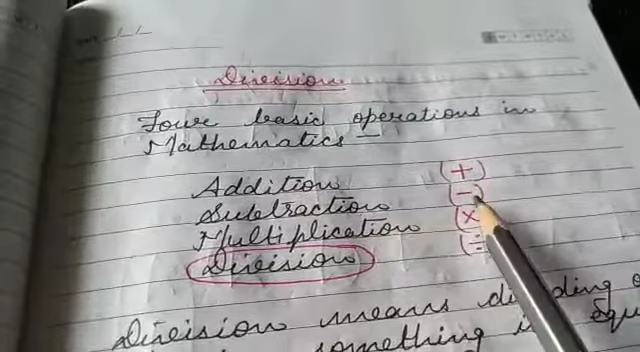 Division
Four basic operations in
Mathematics —
Addition (+)
Subtraction (-)
Multiplication (×
Division (÷
Division means dividing
something